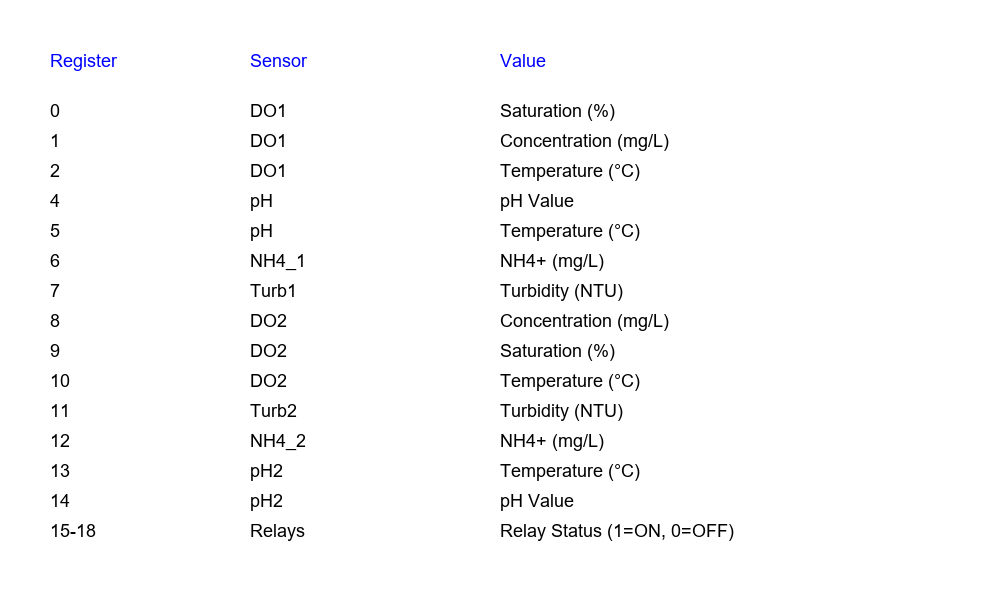 Register Sensor Value
0 DO1 Saturation (%)
1 DO1 Concentration (mg/L)
2 DO1 Temperature (°C)
4 pH pH Value
5 pH Temperature (°C)
6 NH4_1 NH4+ (mg/L)
7 Turb1 Turbidity (NTU)
8 DO2 Concentration (mg/L)
9 DO2 Saturation (%)
10 DO2 Temperature (°C)
11 Turb2 Turbidity (NTU)
12 NH4_2 NH4+ (mg/L)
13 pH2 Temperature (°C)
14 pH2 pH Value
15-18 Relays Relay Status (1=ON, 0=OFF)